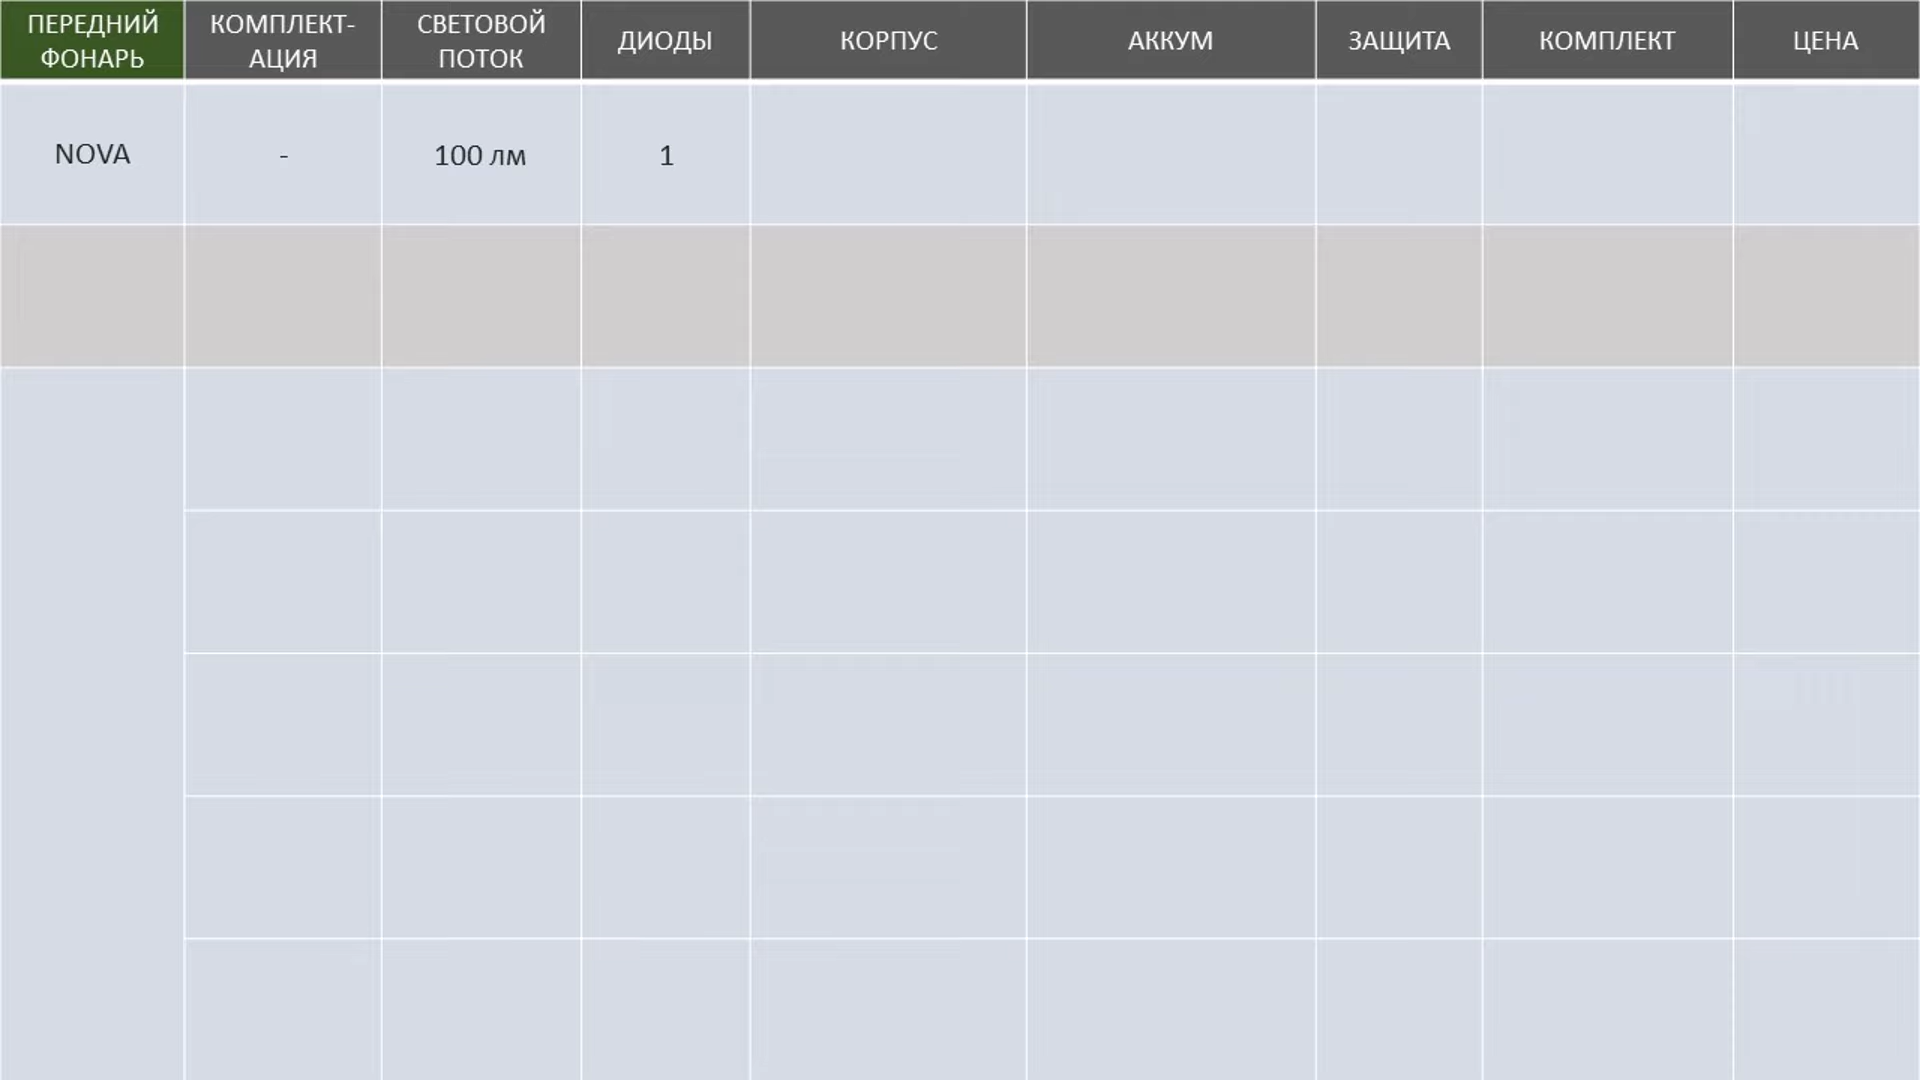 ПЕРЕДНИЙ
ФОНАРЬ
КОМПЛЕКТ-
АЦИЯ
СВЕТОВОЙ
ПОТОК
ДИОДЫ
КОРПУС
АККУМ
ЗАЩИТА
КОМПЛЕКТ
ЦЕНА
NOVA
-
100 лм
1